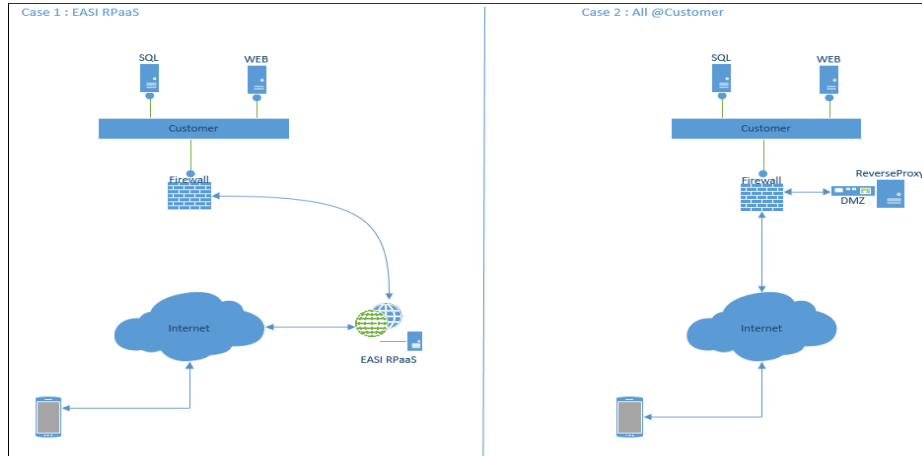 Case 1 : EASI RPaaS
SQL
WEB
Customer
Firewall
Internet
EASI RPaaS
Case 2 : All @Customer
SQL
WEB
Customer
Firewall
ReverseProxy
DMZ
Internet